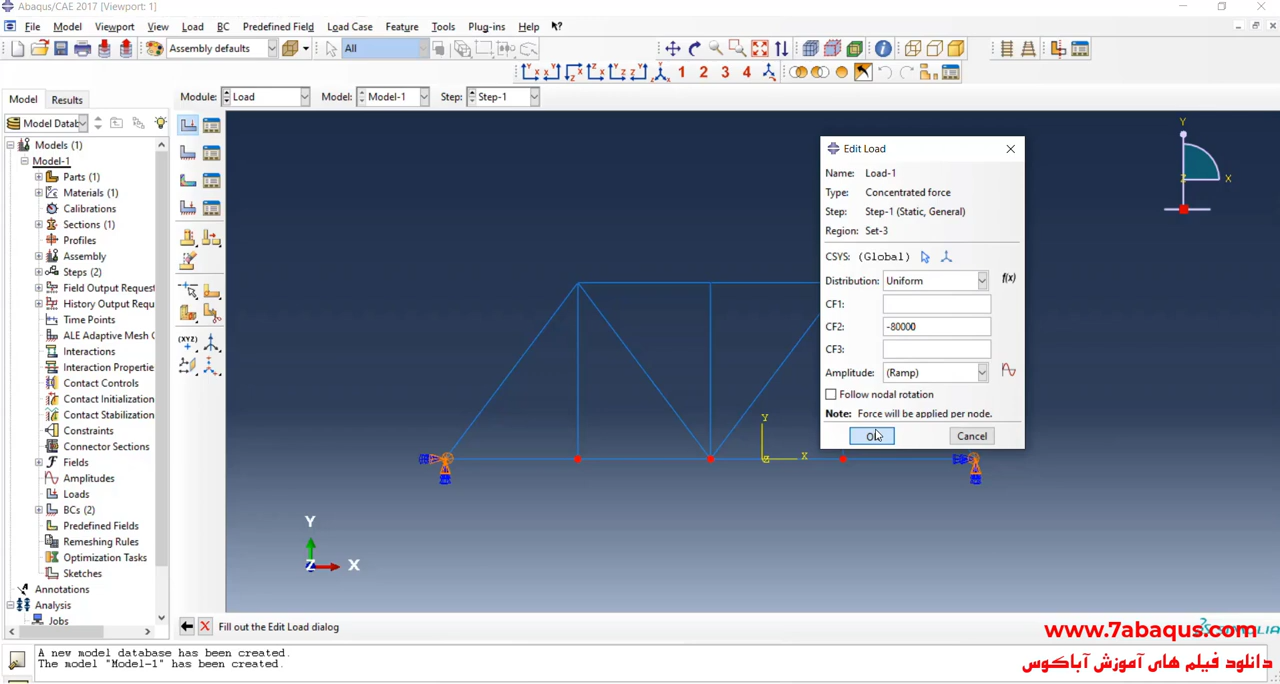 Abaqus/CAE 2017 [Viewport: 1]
File Model Viewport View Load BC Predefined Field Load Case Feature Tools Plug-ins Help
Assembly defaults All
1 2 3 4
Model Results Module: Load Model: Model-1 Step: Step-1
Model Datab
Models (1)
Model-1
Parts (1)
Materials (1)
Calibrations
Sections (1)
Profiles
Assembly
Steps (2)
Field Output Reque
History Output Requ
Time Points
ALE Adaptive Mesh C
Interactions
Interaction Propertie
Contact Controls
Contact Initialization
Contact Stabilization
Constraints
Connector Sections
Fields
Amplitudes
Loads
BCs (2)
Predefined Fields
Remeshing Rules
Optimization Tasks
Sketches
Annotations
Analysis
Jobs
Edit Load
Name: Load-1
Type: Concentrated force
Step: Step-1 (Static, General)
Region: Set-3
CSYS: (Global)
Distribution: Uniform f(x)
CF1:
CF2: -80000
CF3:
Amplitude: (Ramp)
Follow nodal rotation
Note: Force will be applied per node.
OK Cancel
Y
X
Z
Y
X
Z
Y
Z X
Fill out the Edit Load dialog
www.7abaqus.com
دانلود فیلم های آموزش آباکوس
A new model database has been created.
The model "Model-1" has been created.